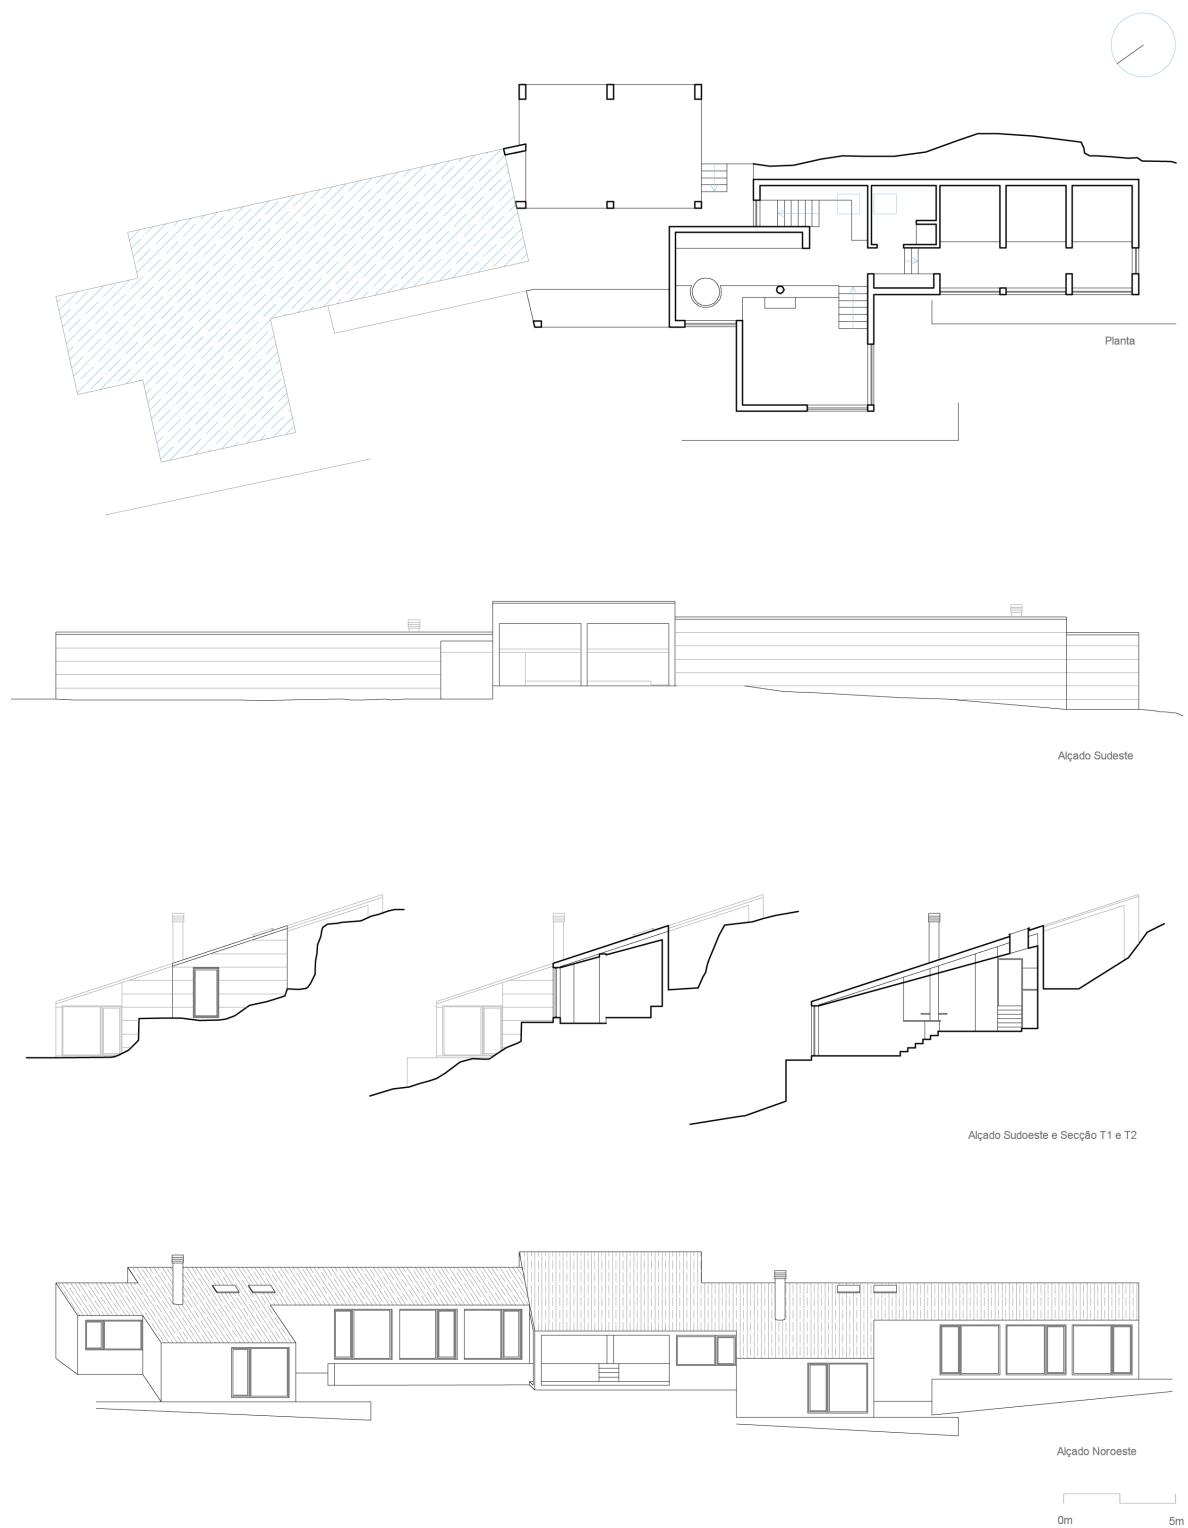 Planta
Alçado Sudeste
Alçado Sudoeste e Secção T1 e T2
Alçado Noroeste
0m 5m